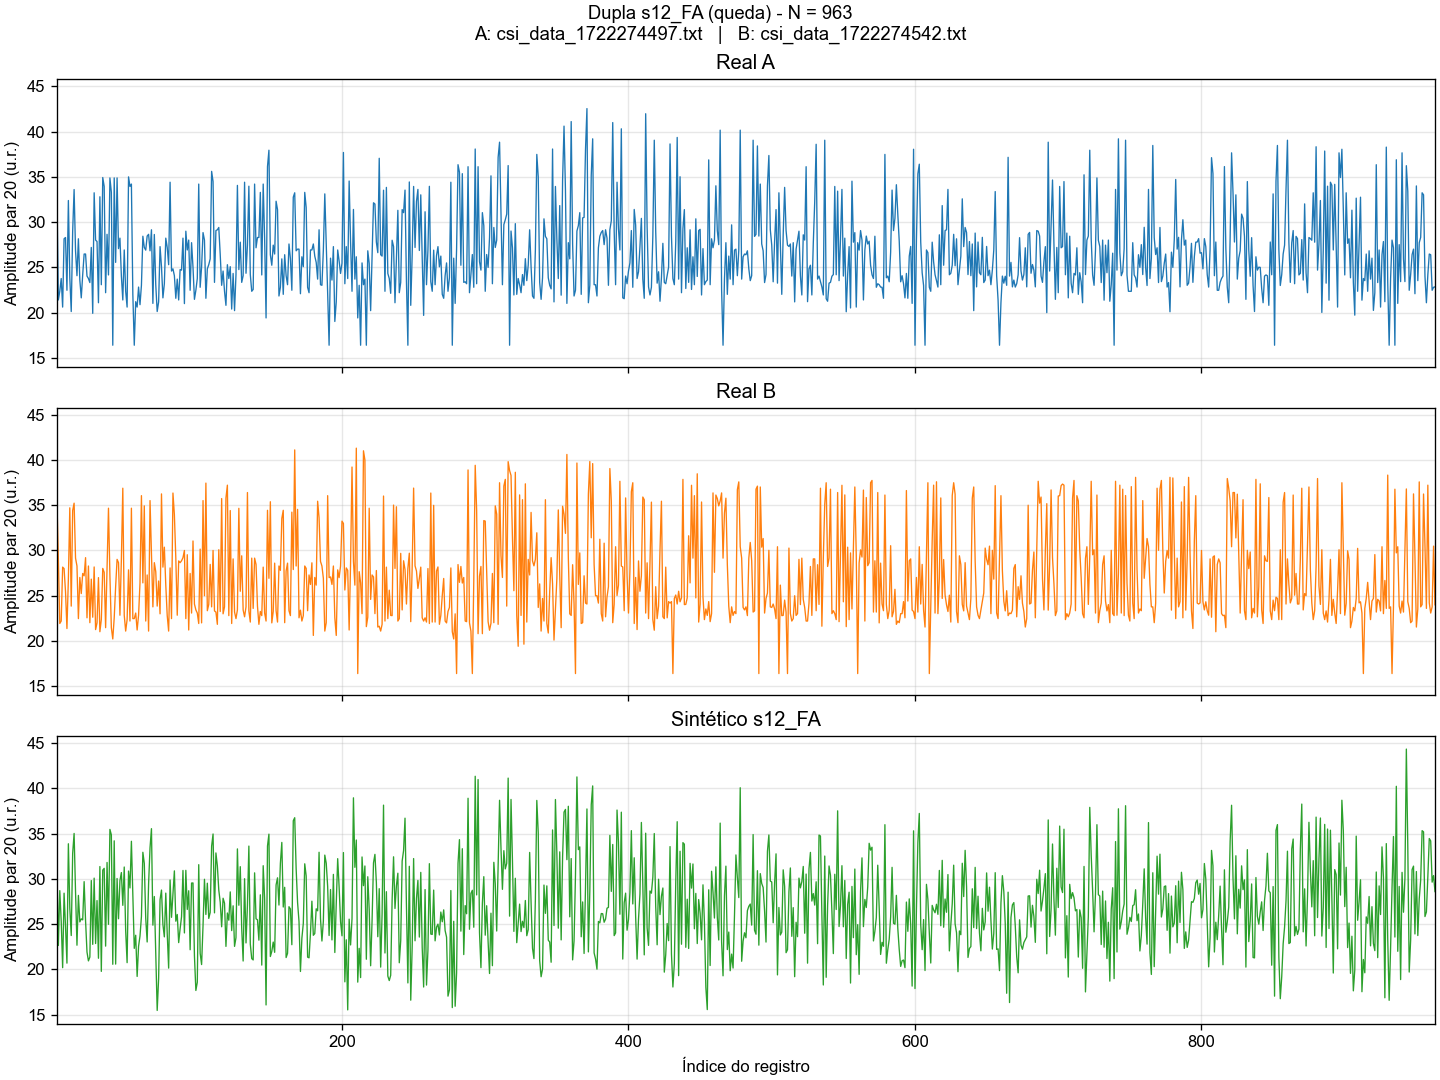 Dupla s12_FA (queda) - N = 963
A: csi_data_1722274497.txt | B: csi_data_1722274542.txt
Real A
Amplitude par 20 (u.r.)
45
40
35
30
25
20
15
Real B
Amplitude par 20 (u.r.)
45
40
35
30
25
20
15
Sintético s12_FA
Amplitude par 20 (u.r.)
45
40
35
30
25
20
15
200 400 600 800
Índice do registro